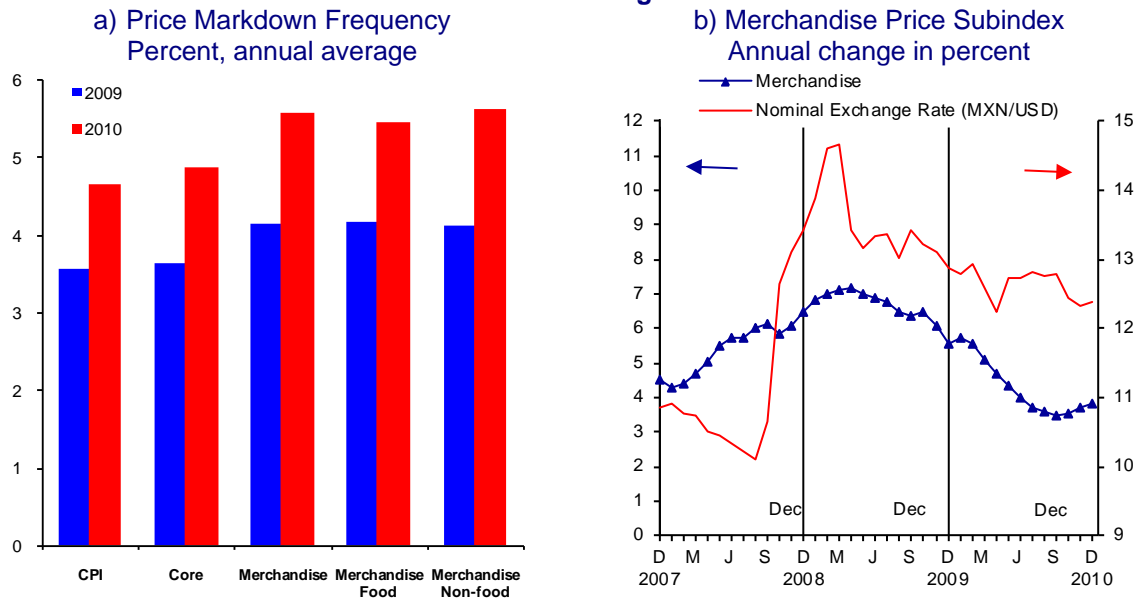 g
a) Price Markdown Frequency
Percent, annual average
6
5
4
3
2
1
0
2009
2010
CPI
Core
Merchandise
Merchandise
Food
Merchandise
Non-food
b) Merchandise Price Subindex
Annual change in percent
Merchandise
Nominal Exchange Rate (MXN/USD)
12
11
10
9
8
7
6
5
4
3
2
1
0
15
14
13
12
11
10
9
Dec
Dec
Dec
D M J S D M J S D M J S D
2007 2008 2009 2010